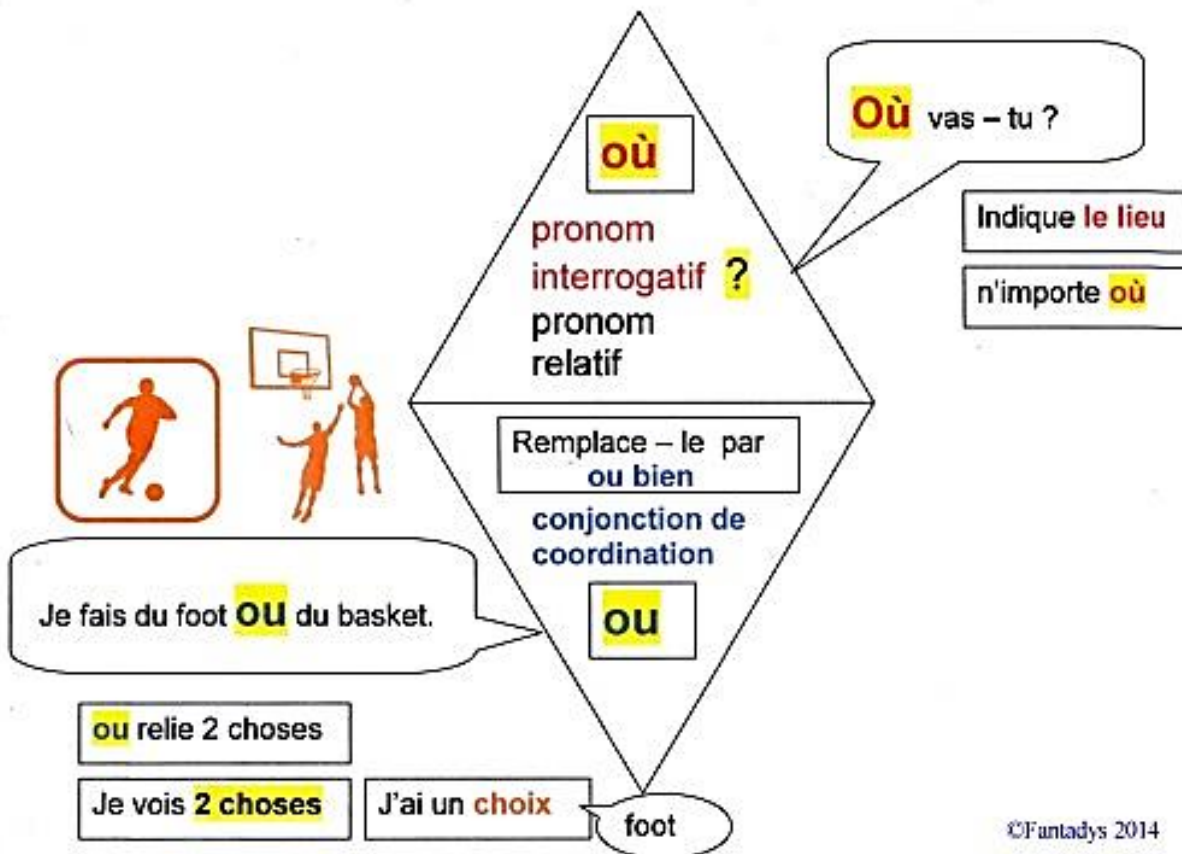 où
Où vas – tu ?
pronom
interrogatif ?
pronom
relatif
Indique le lieu
n'importe où
Remplace – le par
ou bien
conjonction de
coordination
ou
Je fais du foot ou du basket.
ou relie 2 choses
Je vois 2 choses
J'ai un choix
foot
©Fantadys 2014